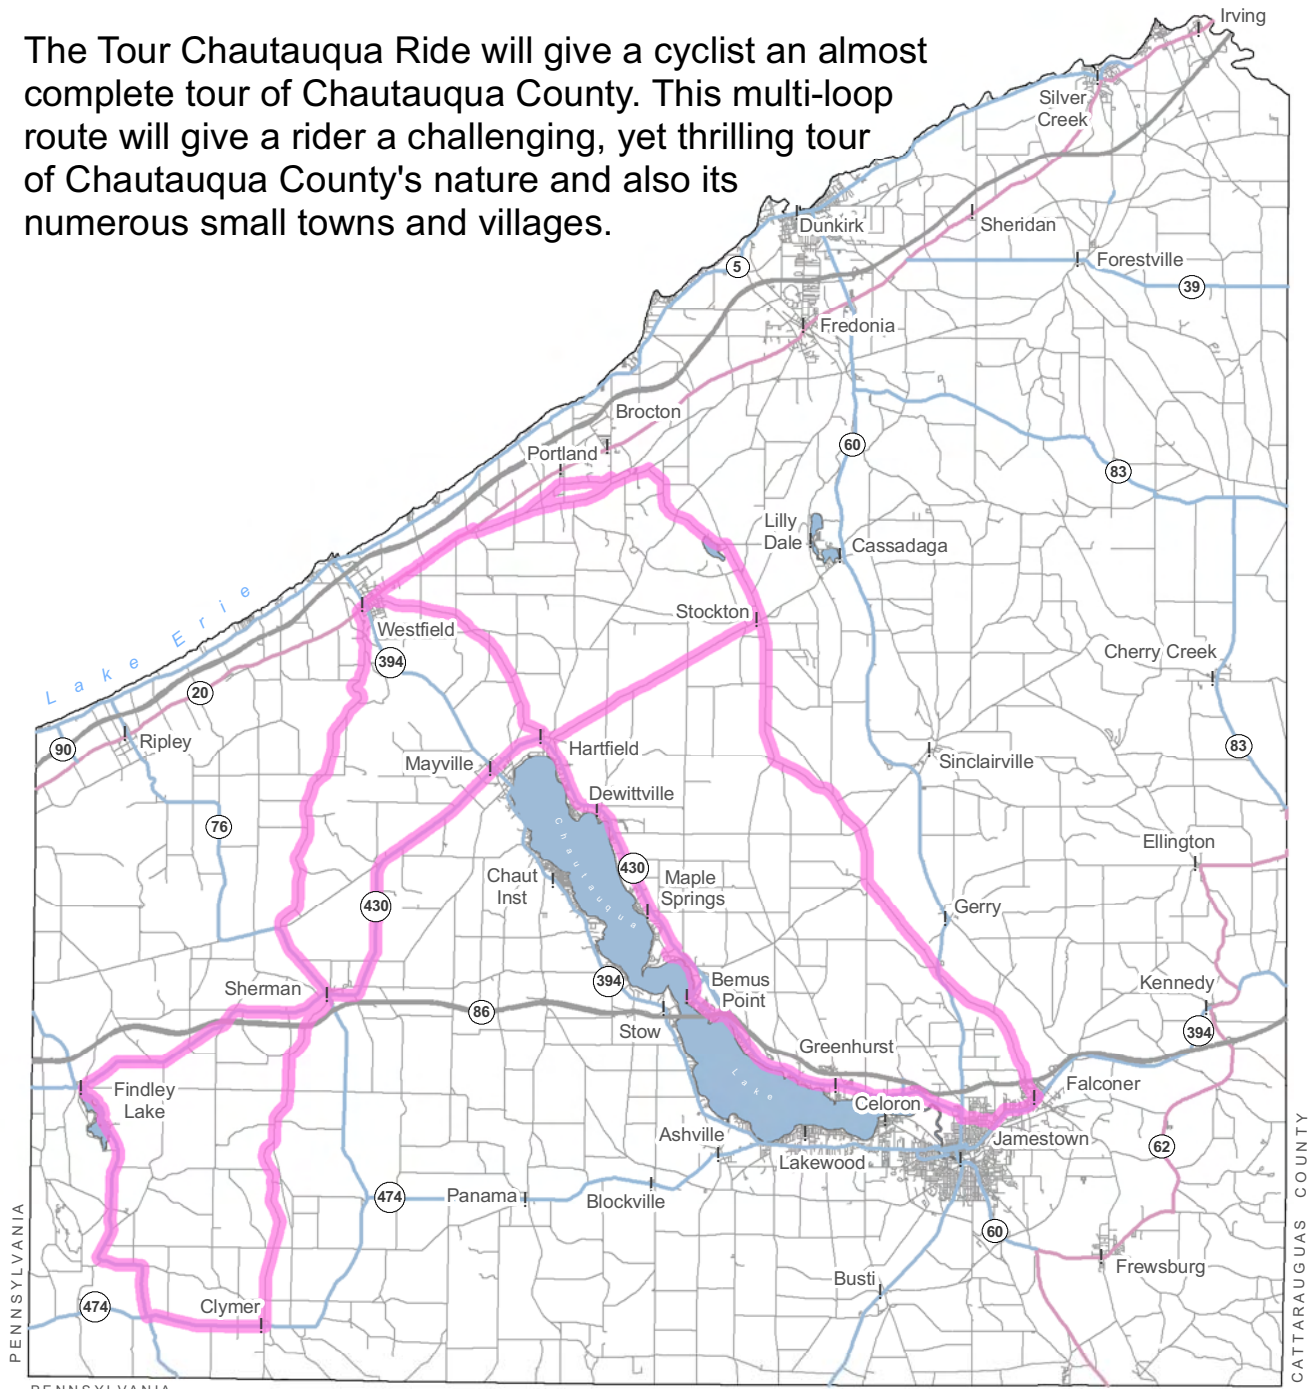 The Tour Chautauqua Ride will give a cyclist an almost
complete tour of Chautauqua County. This multi-loop
route will give a rider a challenging, yet thrilling tour
of Chautauqua County's nature and also its
numerous small towns and villages.
Irving
Silver
Creek
Dunkirk
Sheridan
5
Forestville
39
Fredonia
Brocton
Portland
60
83
Lilly
Dale
Cassadaga
Lake Erie
Stockton
Westfield
394
Cherry Creek
20
90
Ripley
Hartfield
Mayville
Sinclairville
83
Dewittville
76
Ellington
Chautauqua
430
Chaut
Inst
Maple
Springs
430
Gerry
394
Sherman
Bemus
Point
Kennedy
86
Stow
394
Greenhurst
Lake
Findley
Lake
Falconer
Celoron
Ashville
Jamestown
Lakewood
62
474
Panama
Blockville
60
Frewsburg
Busti
474
Clymer
PENNSYLVANIA
CATTARAUGUAS COUNTY
PENNSYLVANIA